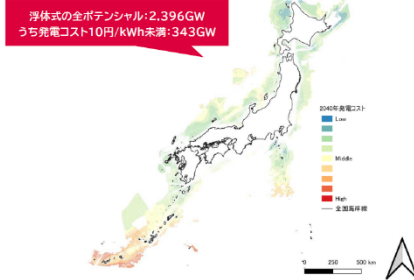 浮体式の全ポテンシャル:2,396GW
うち発電コスト10円/kWh未満:343GW
2040年発電コスト
Low
Middle
High
全国海岸線
0 250 500 km